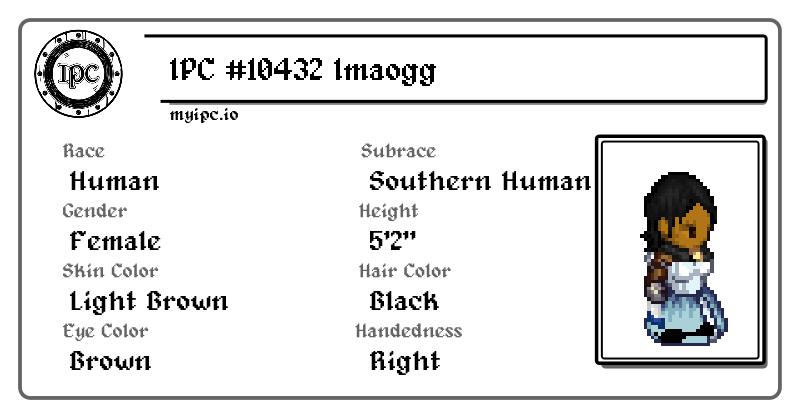 IPC
IPC #10432 lmaogg
myipc.io
Race
Human
Subrace
Southern Human
Gender
Female
Height
5'2"
Skin Color
Light Brown
Hair Color
Black
Eye Color
Brown
Handedness
Right